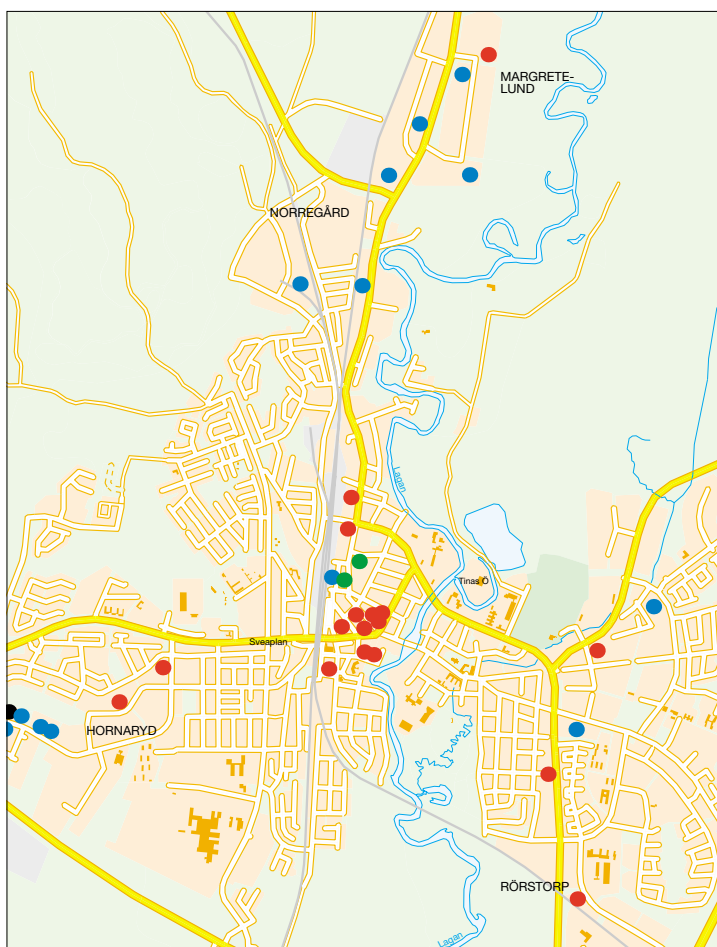 MARGRETE-
LUND
NORREGÅRD
Lagan
Tinas Ö
Sveaplan
HORNARYD
RÖRSTORP
Lagan